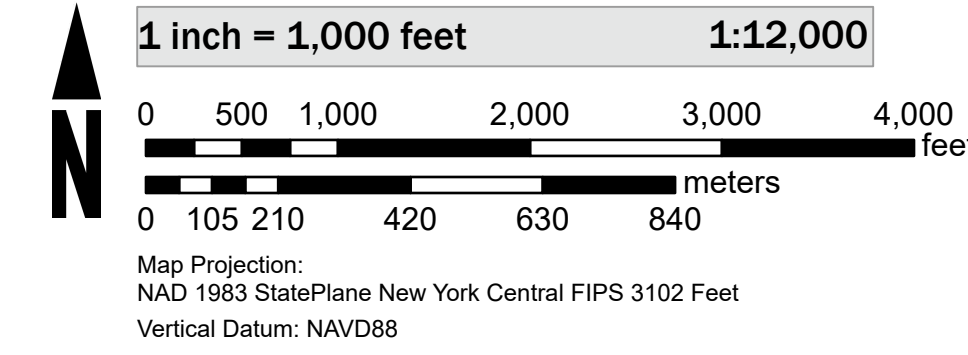 1 inch = 1,000 feet 1:12,000
0 500 1,000 2,000 3,000 4,000
feet
meters
0 105 210 420 630 840
N
Map Projection:
NAD 1983 StatePlane New York Central FIPS 3102 Feet
Vertical Datum: NAVD88